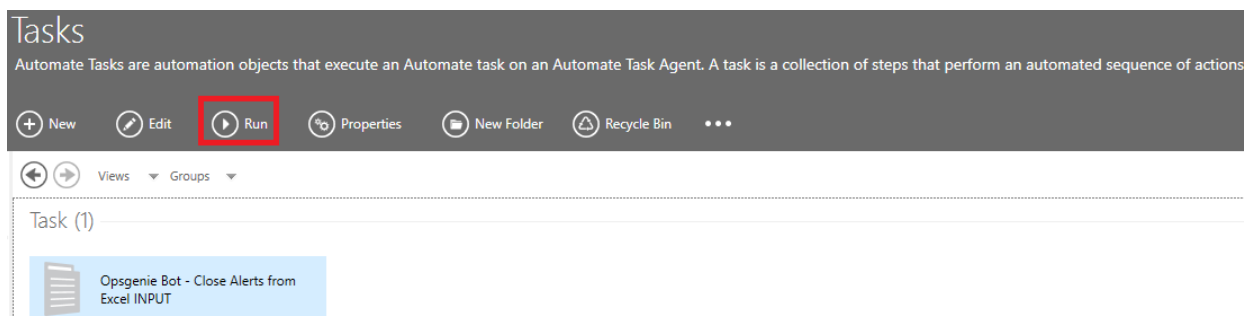 Tasks
Automate Tasks are automation objects that execute an Automate task on an Automate Task Agent. A task is a collection of steps that perform an automated sequence of actions
New Edit Run Properties New Folder Recycle Bin •••
Views Groups
Task (1)
Opsgenie Bot - Close Alerts from
Excel INPUT